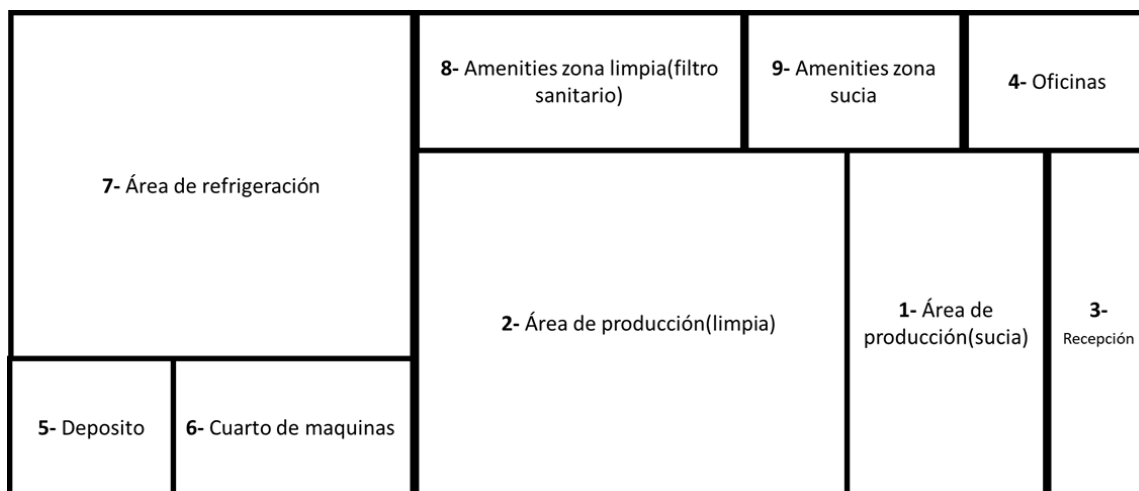 8- Amenities zona limpia(filtro
sanitario)
9- Amenities zona
sucia
4- Oficinas
7- Área de refrigeración
2- Área de producción(limpia)
1- Área de
producción(sucia)
3-
Recepción
5- Deposito
6- Cuarto de maquinas